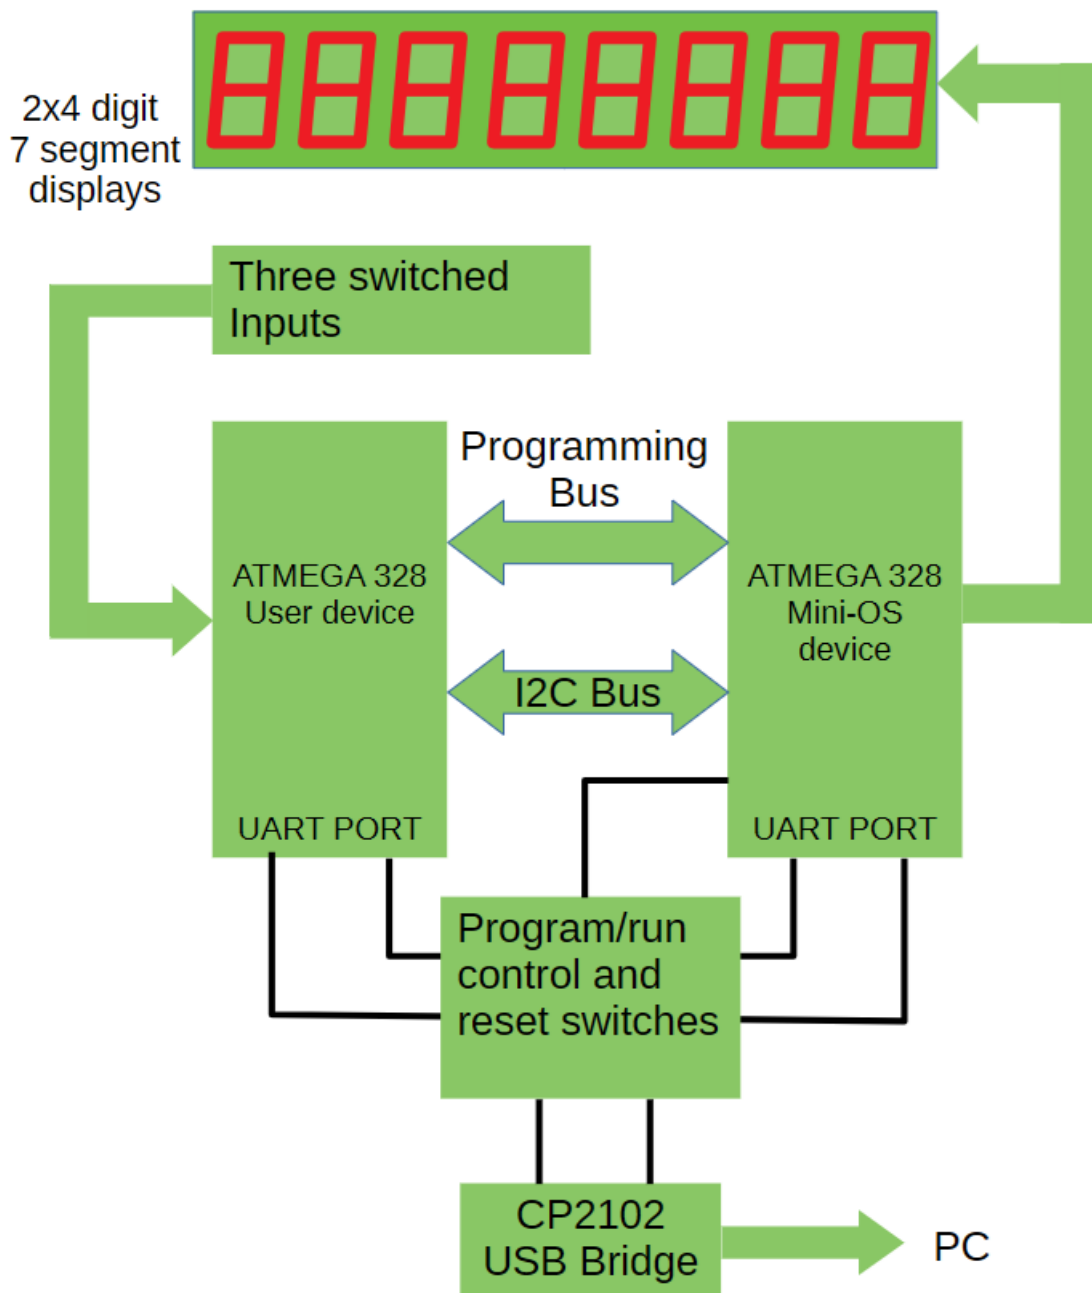 2x4 digit
7 segment
displays
Three switched
Inputs
Programming
Bus
ATMEGA 328
User device
ATMEGA 328
Mini-OS
device
I2C Bus
UART PORT
UART PORT
Program/run
control and
reset switches
CP2102
USB Bridge
PC